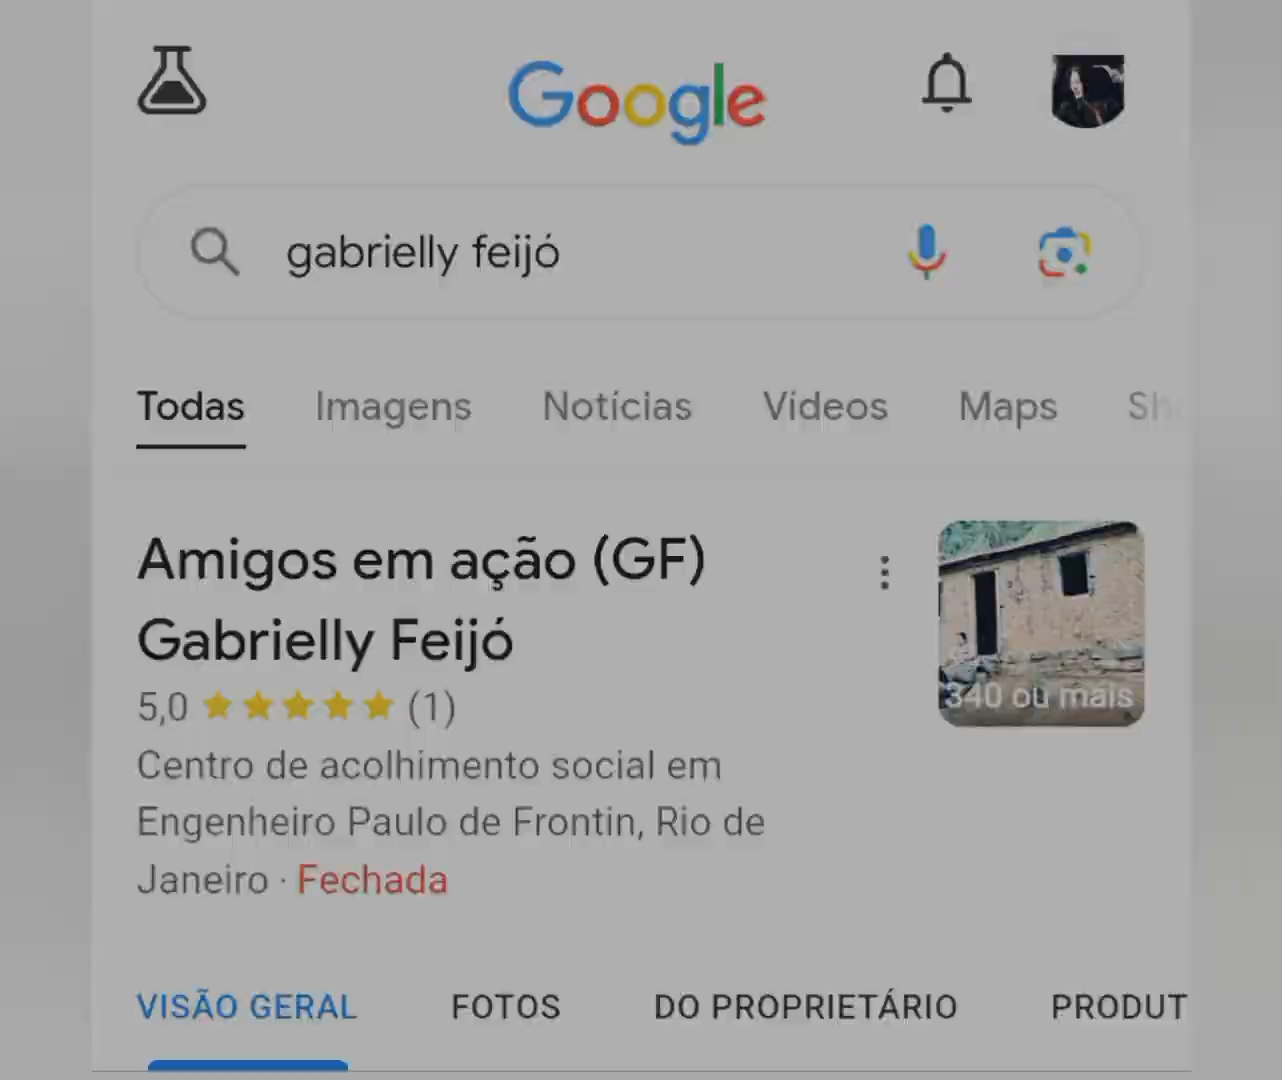 Google
gabrielly feijó
Todas Imagens Notícias Vídeos Maps Sh
Amigos em ação (GF)
Gabrielly Feijó
5,0 (1)
340 ou mais
Centro de acolhimento social em
Engenheiro Paulo de Frontin, Rio de
Janeiro · Fechada
VISÃO GERAL FOTOS DO PROPRIETÁRIO PRODUT